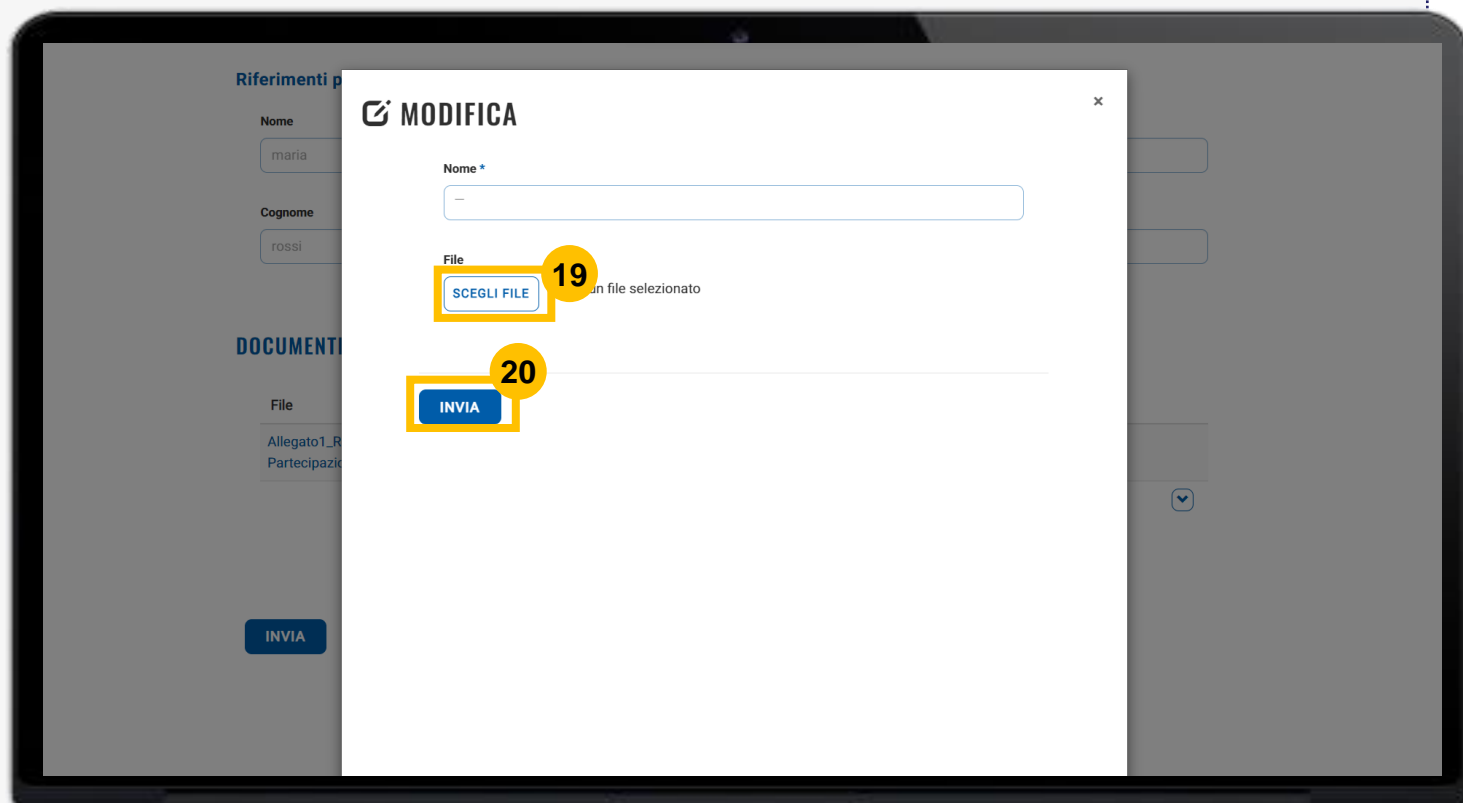 Riferimenti p
MODIFICA
×
Nome
maria
Nome *
—
Cognome
rossi
File
19
SCEGLI FILE
un file selezionato
DOCUMENTI
20
File
INVIA
Allegato1_R
Partecipazio
INVIA